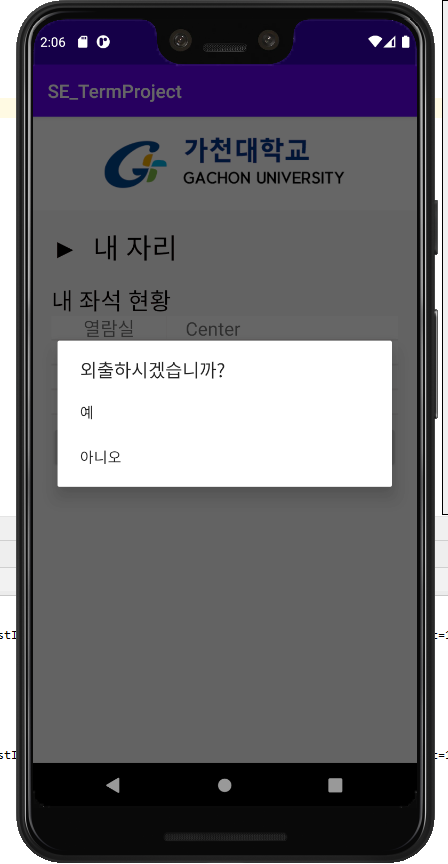 2:06
SE_TermProject
가천대학교
GACHON UNIVERSITY
▶ 내 자리
내 좌석 현황
열람실 Center
외출하시겠습니까?
예
아니오